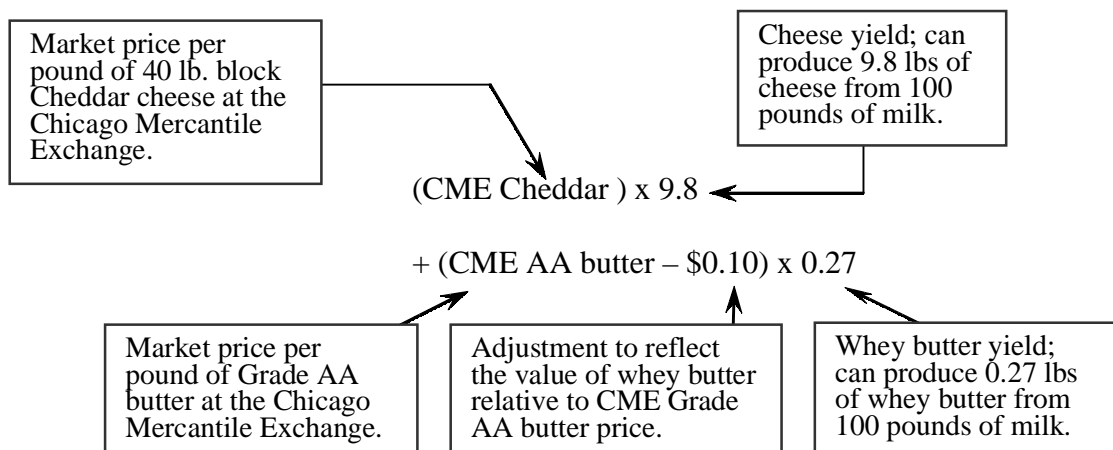 Market price per
pound of 40 lb. block
Cheddar cheese at the
Chicago Mercantile
Exchange.
Cheese yield; can
produce 9.8 lbs of
cheese from 100
pounds of milk.
(CME Cheddar ) x 9.8
+ (CME AA butter – $0.10) x 0.27
Market price per
pound of Grade AA
butter at the Chicago
Mercantile Exchange.
Adjustment to reflect
the value of whey butter
relative to CME Grade
AA butter price.
Whey butter yield;
can produce 0.27 lbs
of whey butter from
100 pounds of milk.